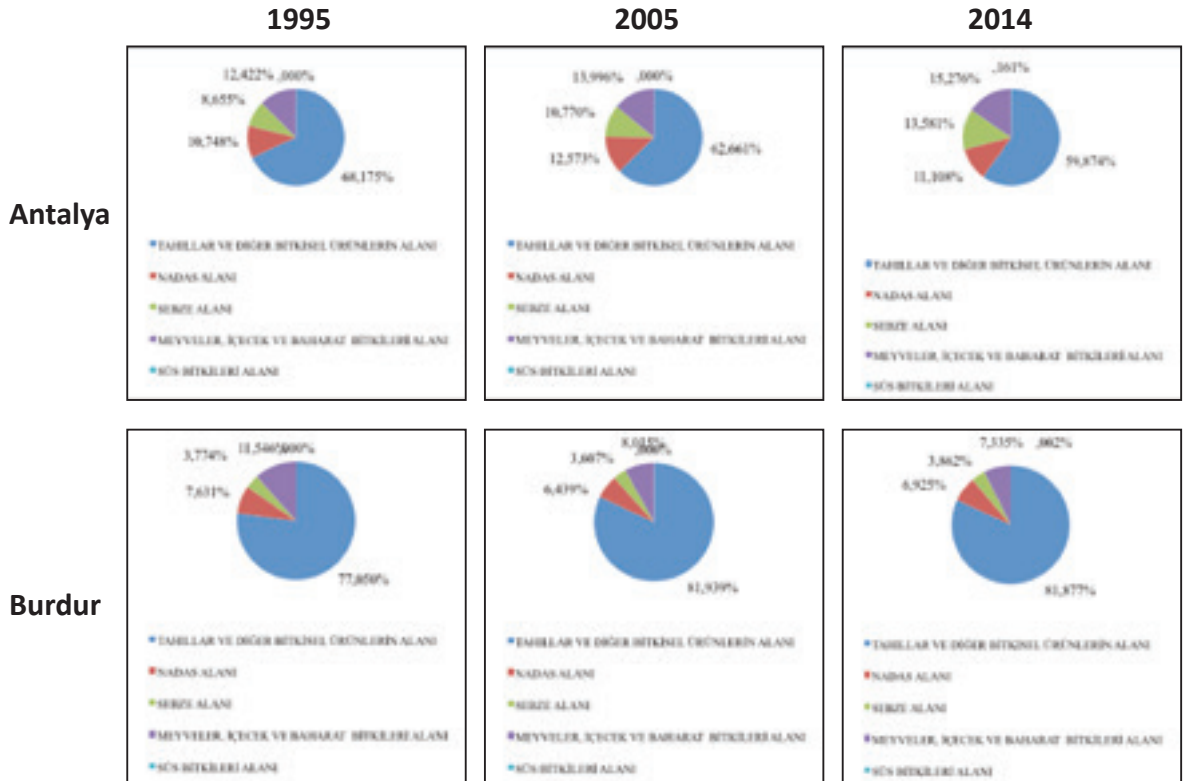 1995 2005 2014
Antalya
12,422% ,000%
8,655%
10,748%
68,175%
TAHILLAR VE DİĞER BİTKİSEL ÜRÜNLERİN ALANI
NADAS ALANI
SEBZE ALANI
MEYVELER, İÇECEK VE BAHARAT BİTKİLERİ ALANI
SÜS BİTKİLERİ ALANI
13,996% ,000%
10,770%
12,573%
62,661%
TAHILLAR VE DİĞER BİTKİSEL ÜRÜNLERİN ALANI
NADAS ALANI
SEBZE ALANI
MEYVELER, İÇECEK VE BAHARAT BİTKİLERİ ALANI
SÜS BİTKİLERİ ALANI
15,276% ,161%
13,581%
11,108%
59,874%
TAHILLAR VE DİĞER BİTKİSEL ÜRÜNLERİN ALANI
NADAS ALANI
SEBZE ALANI
MEYVELER, İÇECEK VE BAHARAT BİTKİLERİ ALANI
SÜS BİTKİLERİ ALANI
Burdur
3,774%
7,631%
TAHILLAR VE DİĞER BİTKİSEL ÜRÜNLERİN ALANI
NADAS ALANI
SEBZE ALANI
MEYVELER, İÇECEK VE BAHARAT BİTKİLERİ ALANI
SÜS BİTKİLERİ ALANI
3,607%
6,439%
81,939%
TAHILLAR VE DİĞER BİTKİSEL ÜRÜNLERİN ALANI
NADAS ALANI
SEBZE ALANI
MEYVELER, İÇECEK VE BAHARAT BİTKİLERİ ALANI
SÜS BİTKİLERİ ALANI
7,335% ,002%
3,862%
6,925%
81,877%
TAHILLAR VE DİĞER BİTKİSEL ÜRÜNLERİN ALANI
NADAS ALANI
SEBZE ALANI
MEYVELER, İÇECEK VE BAHARAT BİTKİLERİ ALANI
SÜS BİTKİLERİ ALANI